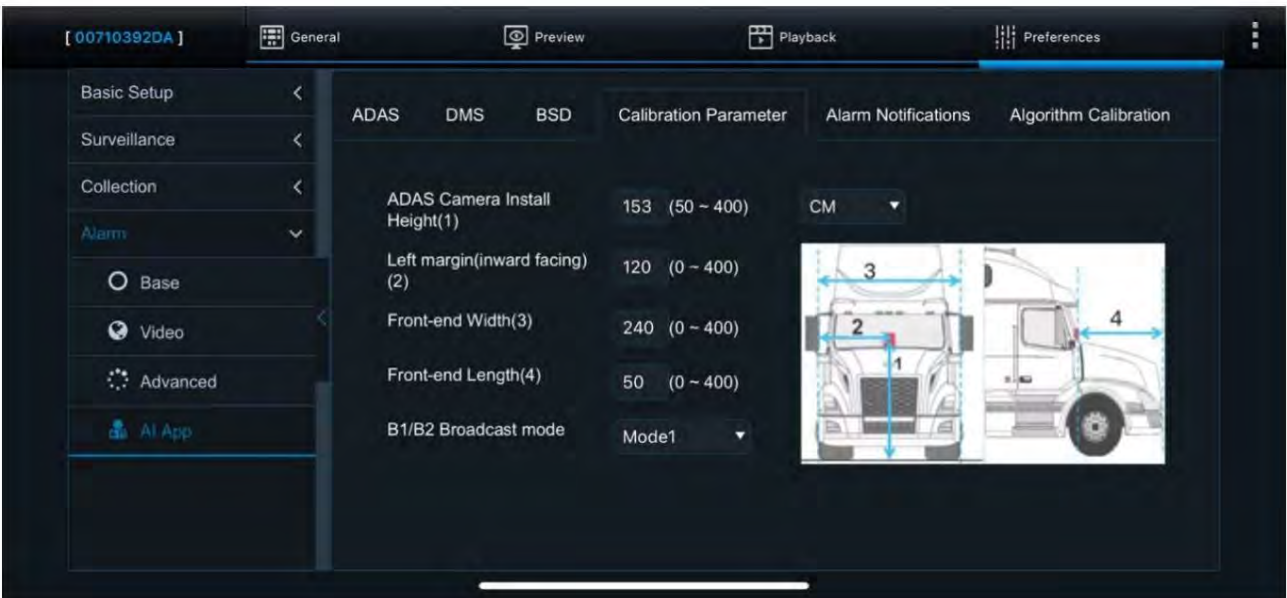 [ 00710392DA ]
General
Preview
Playback
Preferences
Basic Setup
Surveillance
Collection
Alarm
Base
Video
Advanced
AI App
ADAS
DMS
BSD
Calibration Parameter
Alarm Notifications
Algorithm Calibration
ADAS Camera Install
Height(1)
153 (50 ~ 400)
CM
Left margin(inward facing)
(2)
120 (0 ~ 400)
Front-end Width(3)
240 (0 ~ 400)
Front-end Length(4)
50 (0 ~ 400)
B1/B2 Broadcast mode
Mode1
3
2
1
4